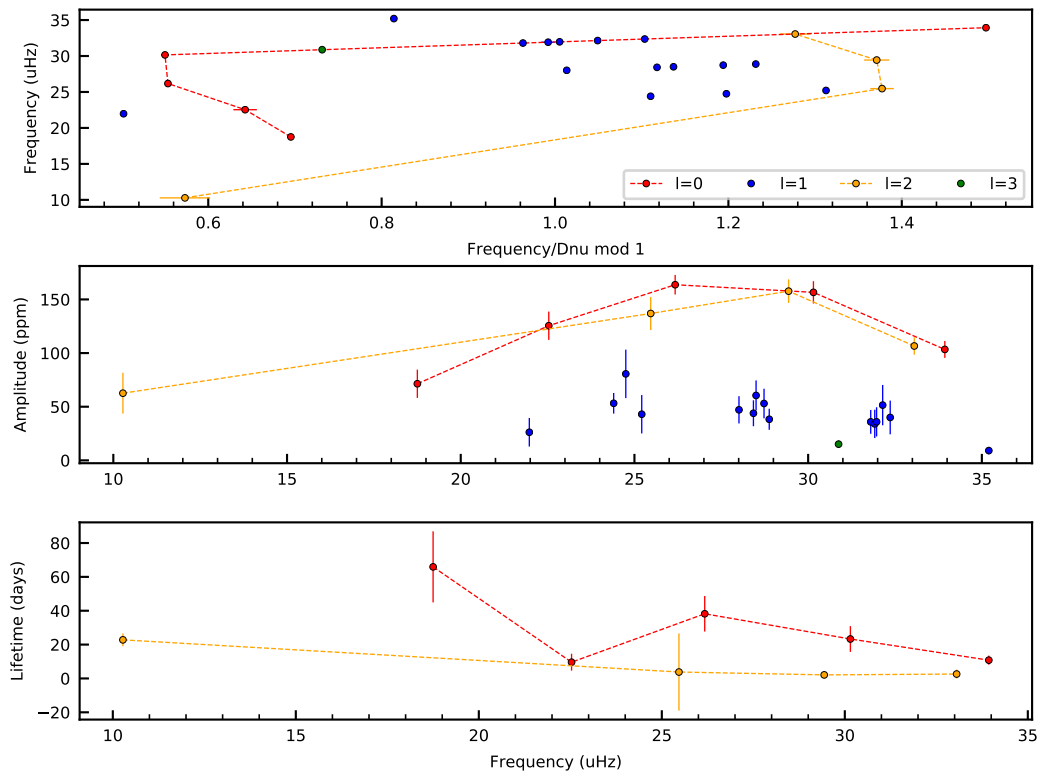 Frequency (uHz)
35
30
25
20
15
10
l=0 l=1 l=2 l=3
0.6 0.8 1.0 1.2 1.4
Frequency/Dnu mod 1
Amplitude (ppm)
150
100
50
0
10 15 20 25 30 35
Lifetime (days)
80
60
40
20
0
−20
10 15 20 25 30 35
Frequency (uHz)